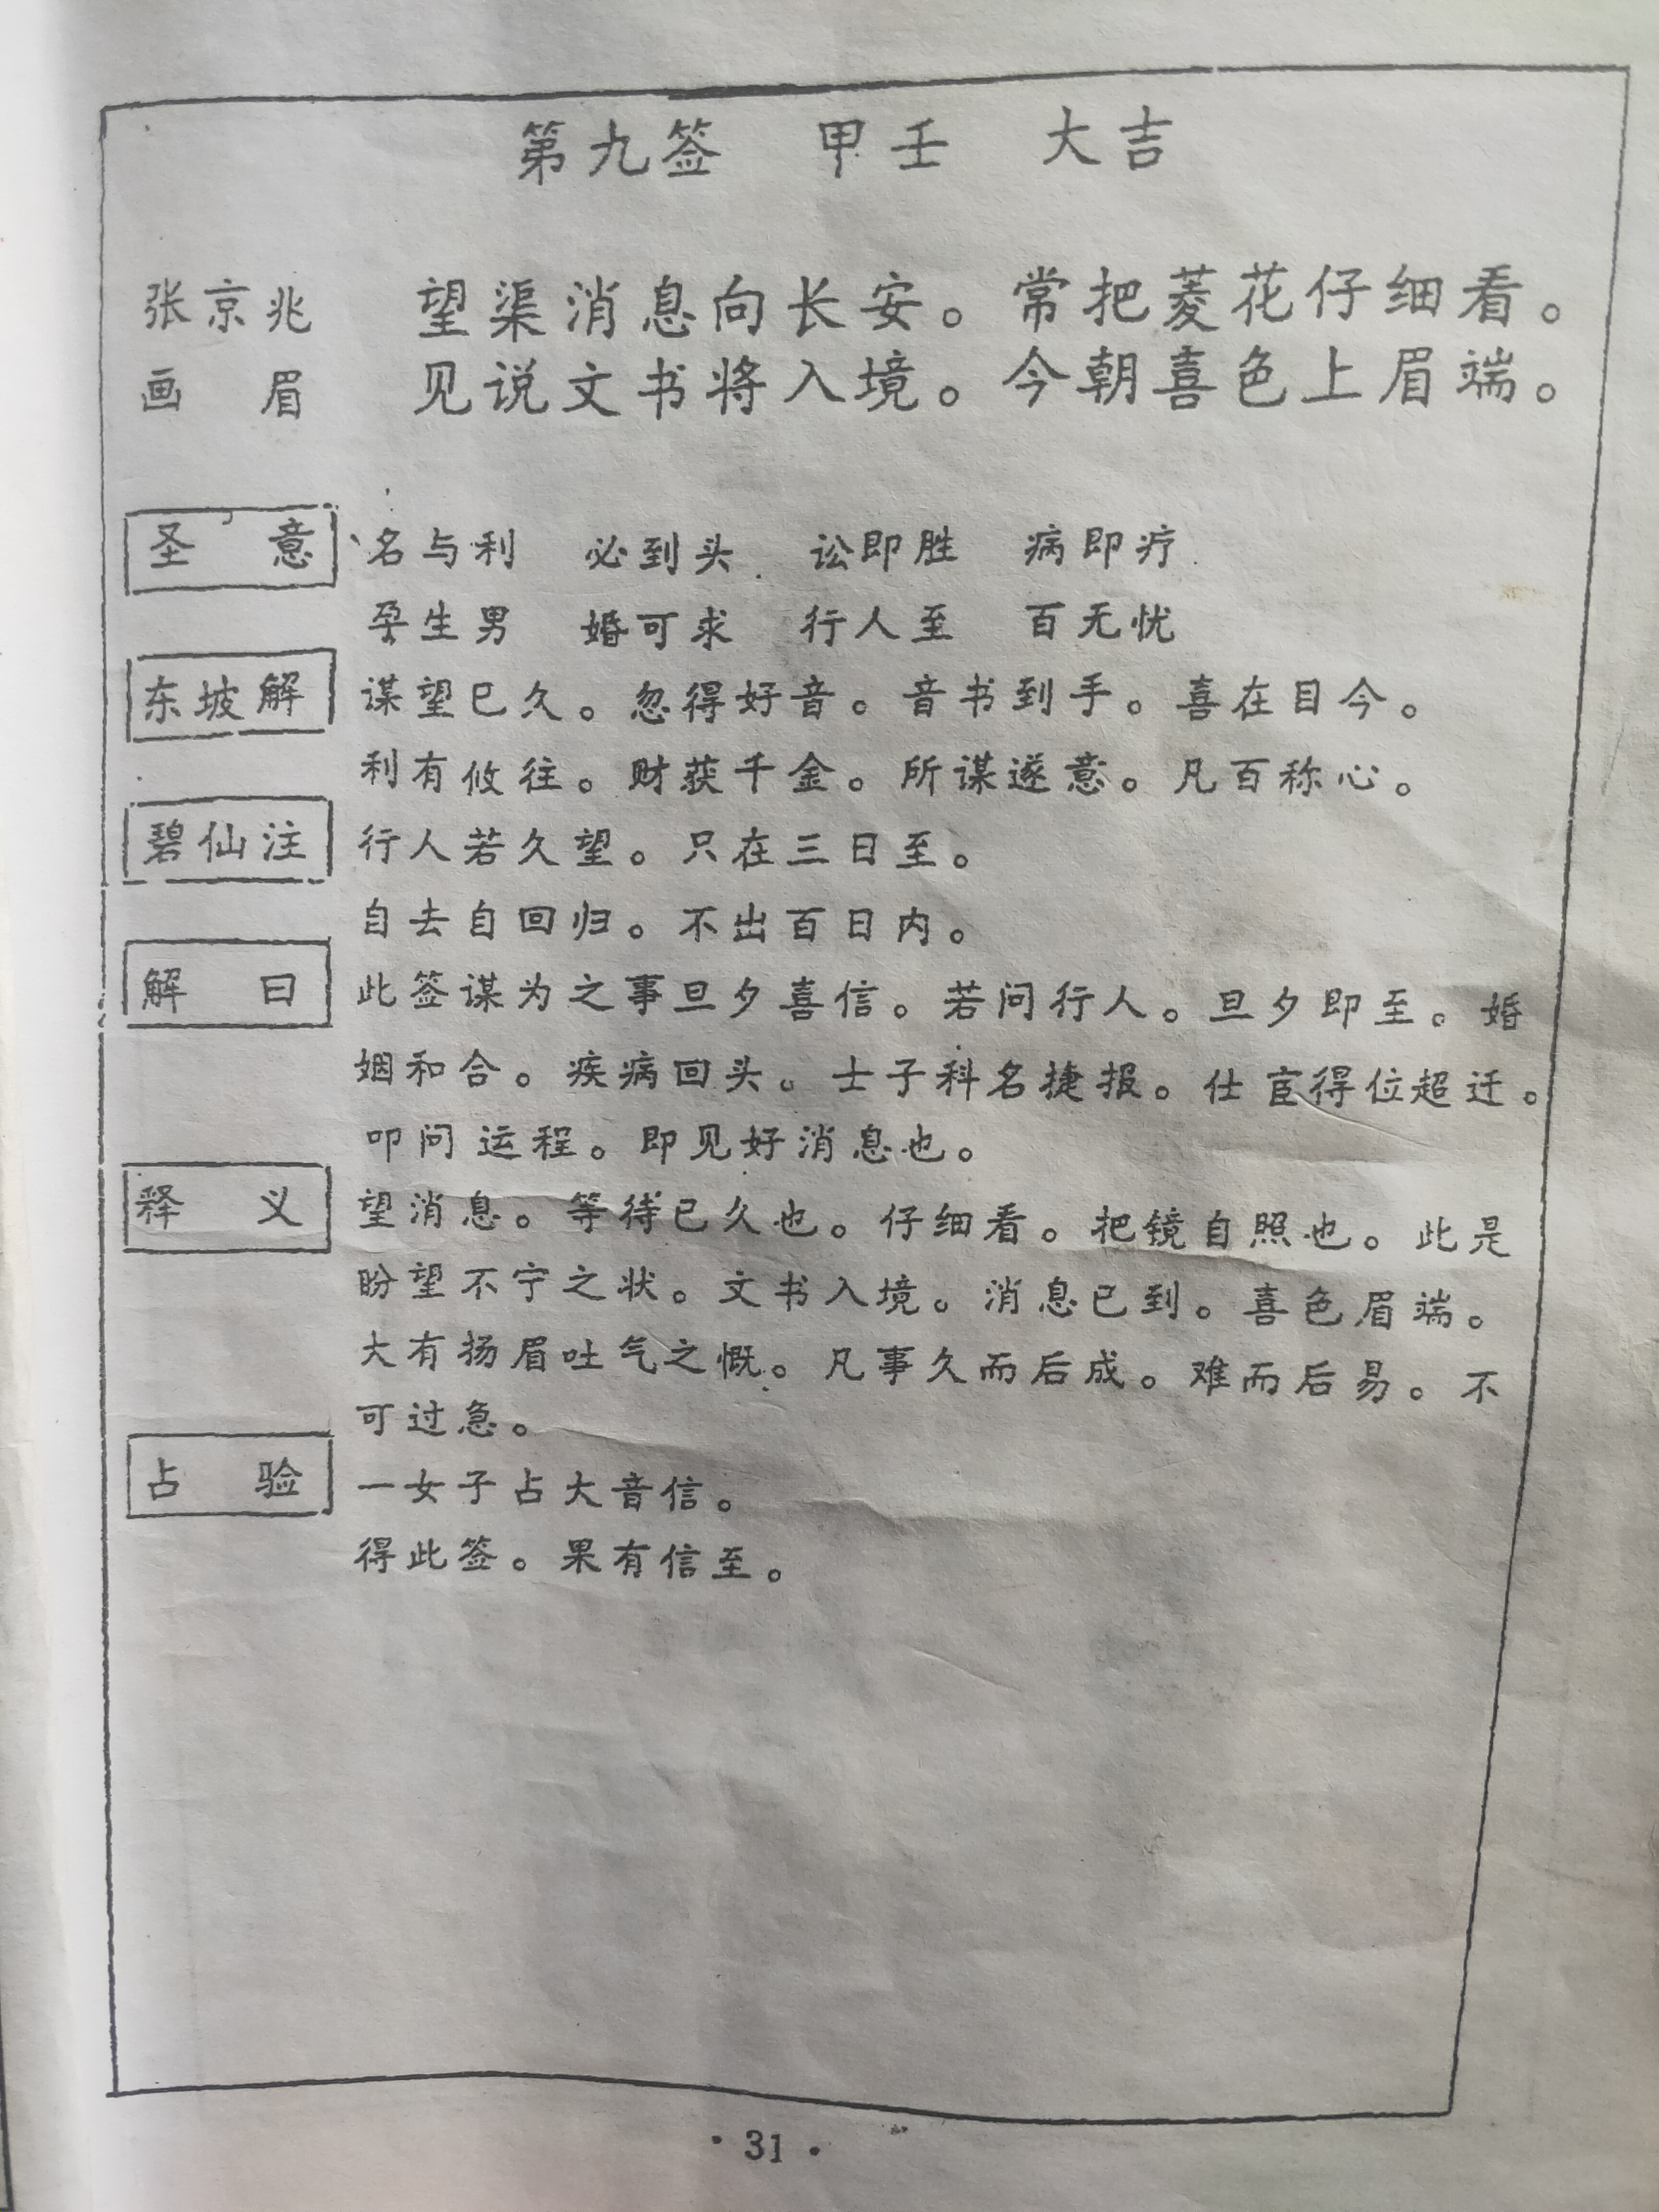 第九签 甲壬 大吉
张京兆 望渠消息向长安。常把菱花仔细看。
画眉 见说文书将入境。今朝喜色上眉端。
圣意 名与利 必到头 讼即胜 病即疗
孕生男 婚可求 行人至 百无忧
东坡解 谋望已久。忽得好音。音书到手。喜在目今。
利有攸往。财获千金。所谋遂意。凡百称心。
碧仙注 行人若久望。只在三日至。
自去自回归。不出百日内。
解曰 此签谋为之事旦夕喜信。若问行人。旦夕即至。婚
姻和合。疾病回头。士子科名捷报。仕宦得位超迁。
叩问运程。即见好消息也。
释义 望消息。等待已久也。仔细看。把镜自照也。此是
盼望不宁之状。文书入境。消息已到。喜色眉端。
大有扬眉吐气之慨。凡事久而后成。难而后易。不
可过急。
占验 一女子占大音信。
得此签。果有信至。
·31·